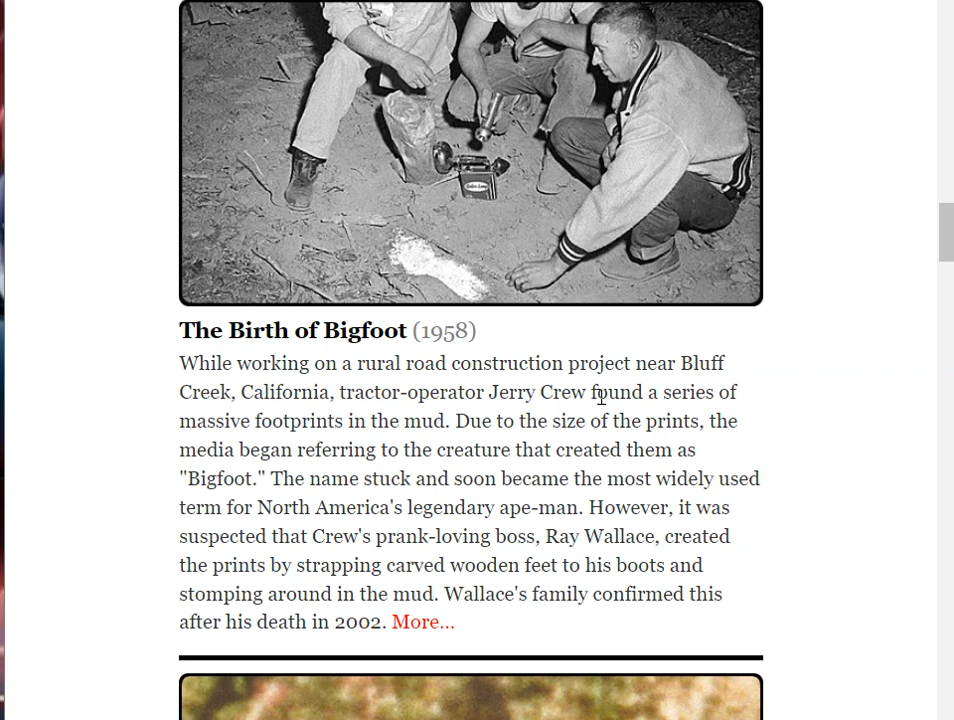 The Birth of Bigfoot (1958)
While working on a rural road construction project near Bluff
Creek, California, tractor-operator Jerry Crew found a series of
massive footprints in the mud. Due to the size of the prints, the
media began referring to the creature that created them as
"Bigfoot." The name stuck and soon became the most widely used
term for North America's legendary ape-man. However, it was
suspected that Crew's prank-loving boss, Ray Wallace, created
the prints by strapping carved wooden feet to his boots and
stomping around in the mud. Wallace's family confirmed this
after his death in 2002. More...